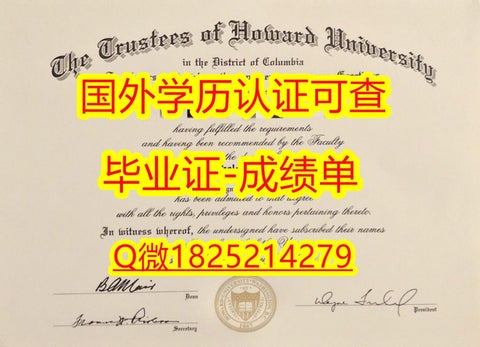 The Trustees of Howard University
in the District of Columbia
国外学历认证可查
having fulfilled the requirements
and having been recommended by the Faculty
毕业证-成绩单
has been admitted to that degree
with all the rights, privileges and honors pertaining thereto.
In witness whereof, the undersigned have subscribed their names
Q微1825214279
Dean
President
Secretary